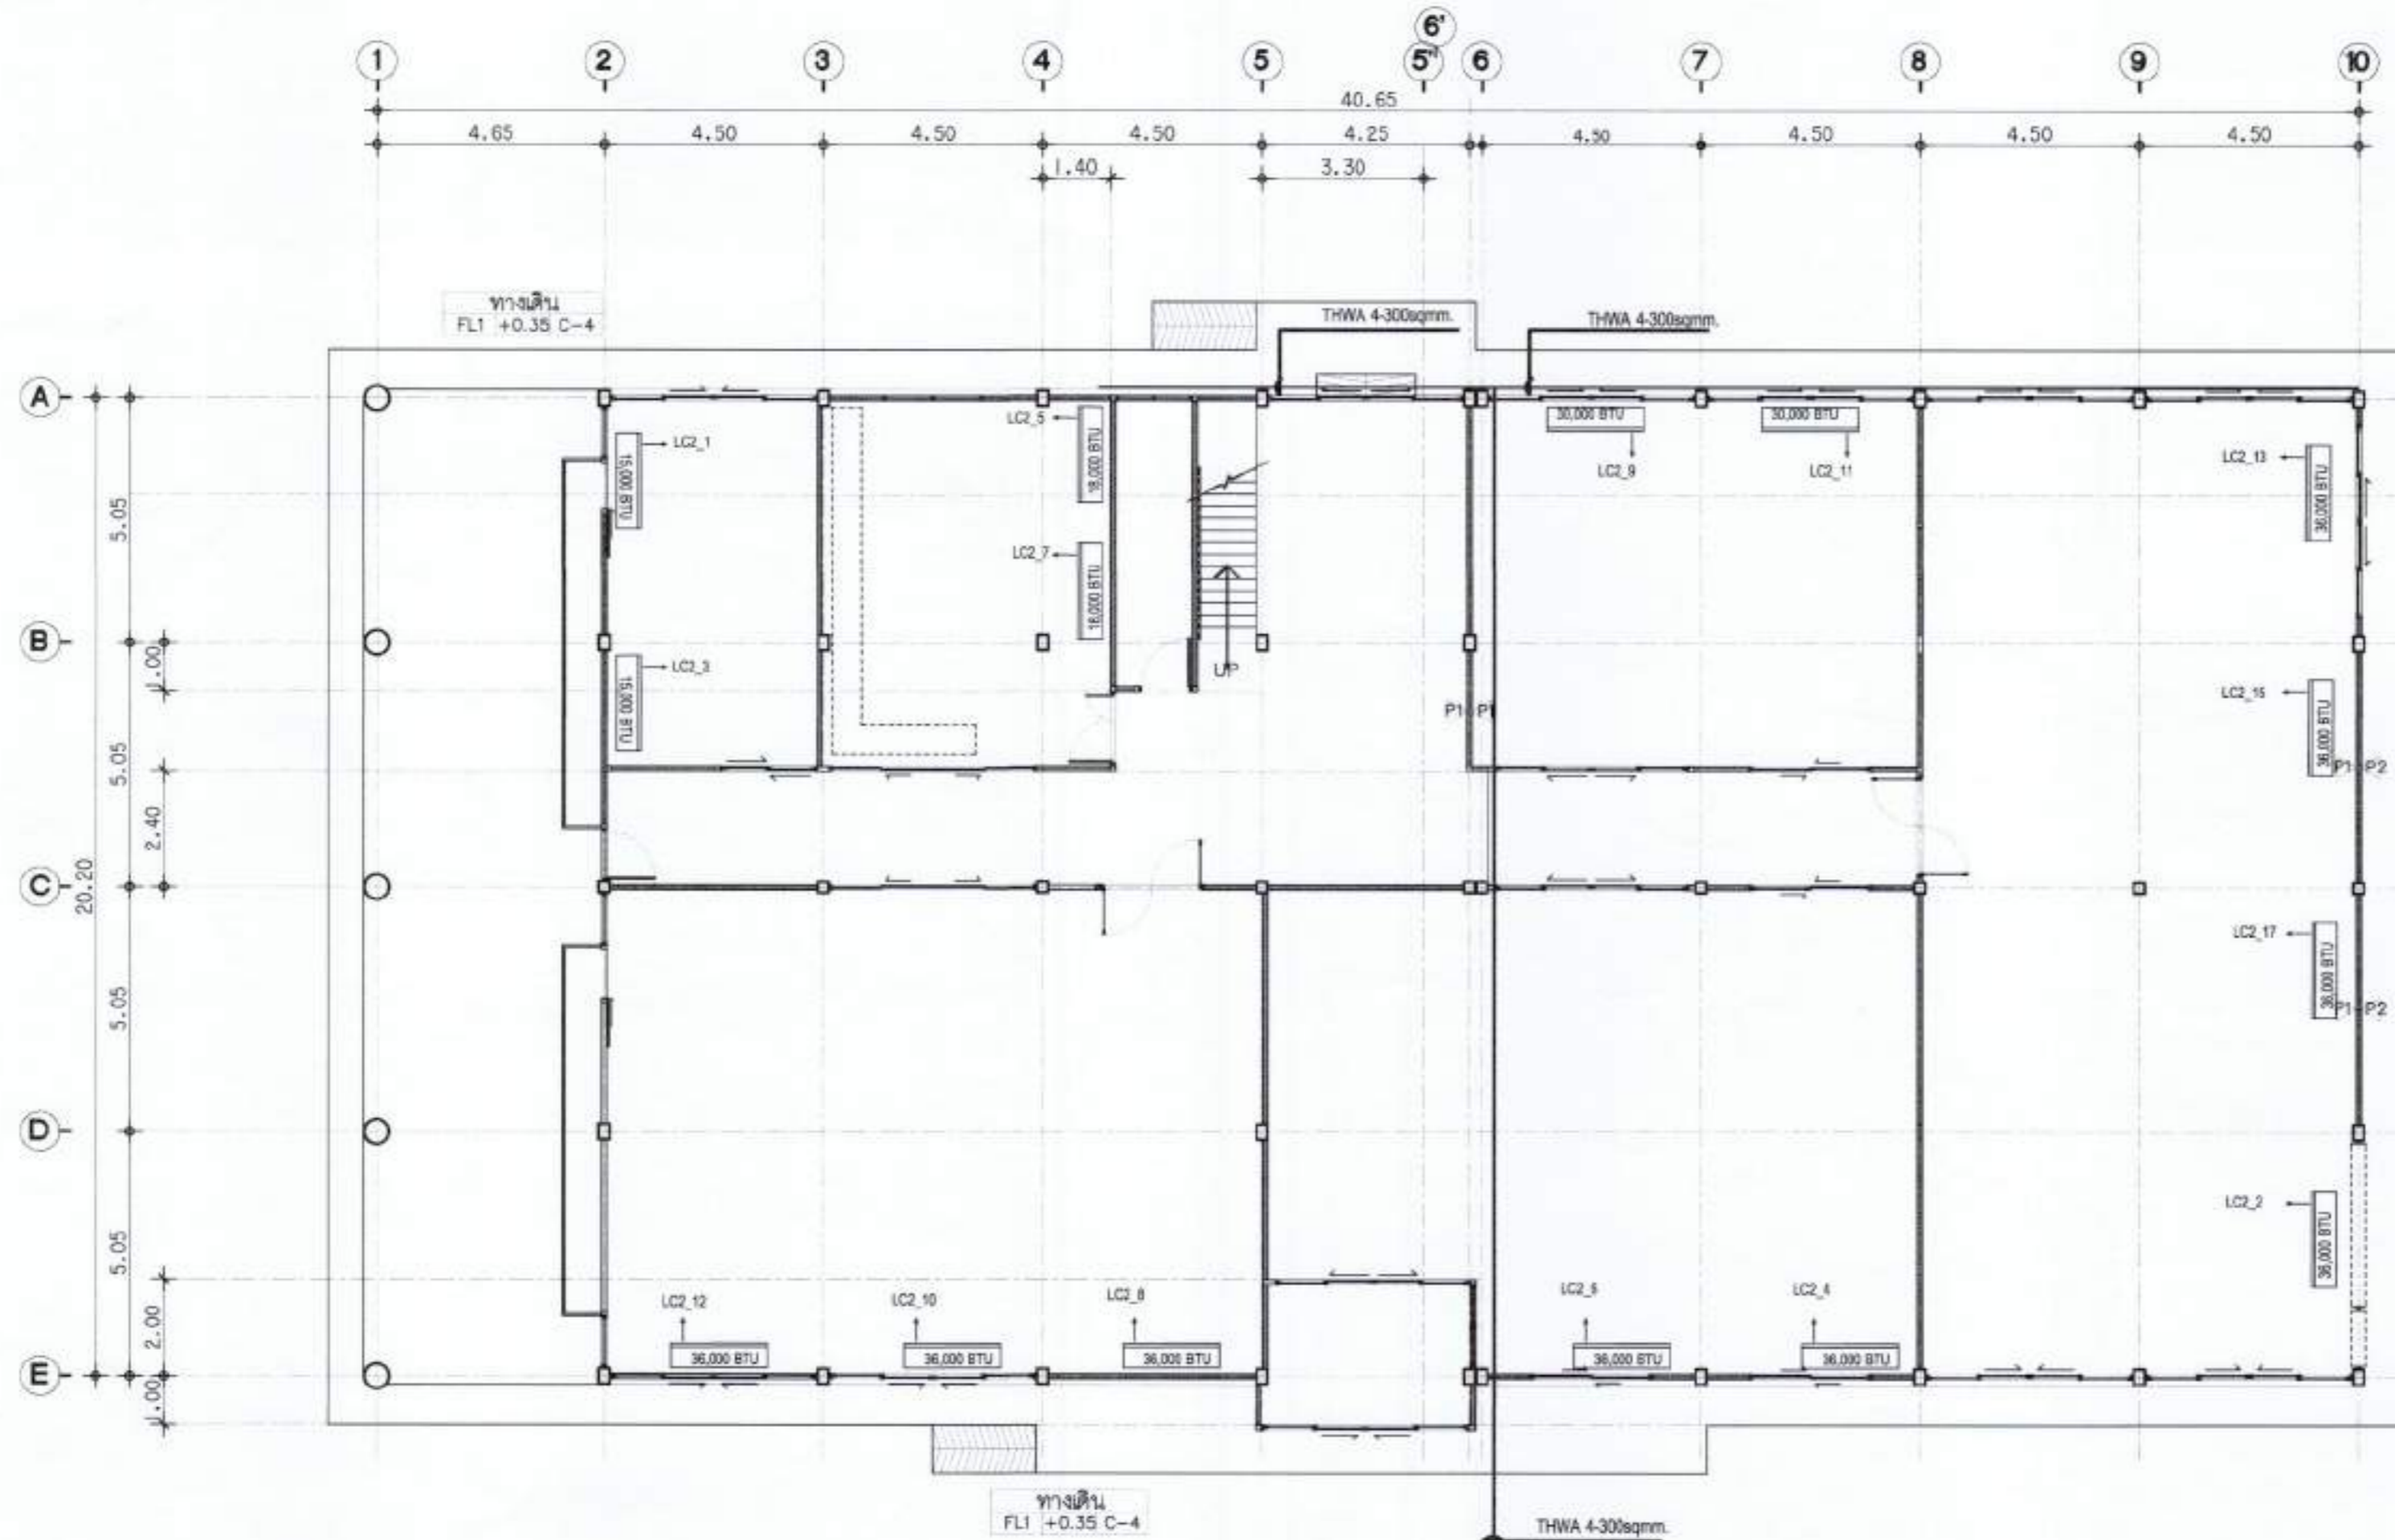 6'
1 2 3 4 5 5" 6 7 8 9 10
40.65
4.65 4.50 4.50 4.50 4.25 4.50 4.50 4.50 4.50
1.40 3.30
ทางเดิน
FL1 +0.35 C-4
THWA 4-300sqmm.
THWA 4-300sqmm.
A
LC2_1
15,000 BTU
LC2_5
18,000 BTU
30,000 BTU
LC2_9
30,000 BTU
LC2_11
LC2_13
36,000 BTU
5.05
LC2_7
18,000 BTU
B
1.00
LC2_3
15,000 BTU
UP
LC2_15
36,000 BTU
P1 P1
P1 P2
5.05
2.40
C
20.20
LC2_17
36,000 BTU
P1 P2
5.05
D
LC2_2
36,000 BTU
5.05
2.00
LC2_12
36,000 BTU
LC2_10
36,000 BTU
LC2_8
36,000 BTU
LC2_6
36,000 BTU
LC2_4
36,000 BTU
E
1.00
ทางเดิน
FL1 +0.35 C-4
THWA 4-300sqmm.